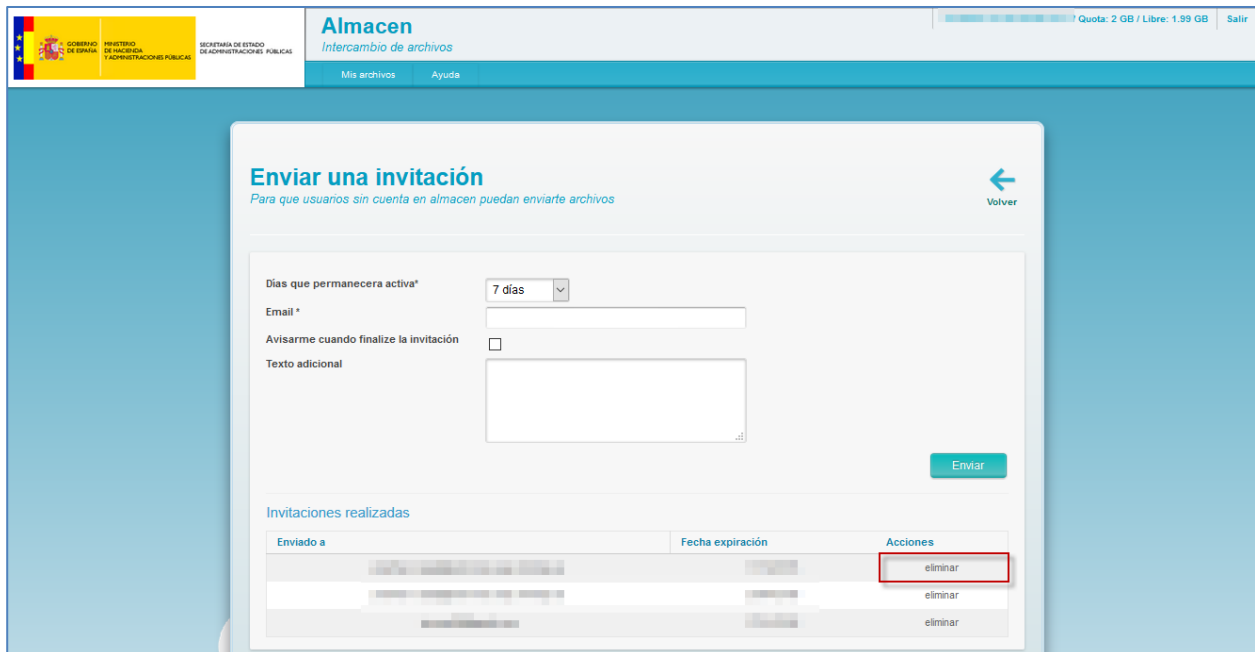 GOBIERNO DE ESPAÑA
MINISTERIO DE HACIENDA Y ADMINISTRACIONES PÚBLICAS
SECRETARÍA DE ESTADO DE ADMINISTRACIONES PÚBLICAS
Almacen
Intercambio de archivos
/ Quota: 2 GB / Libre: 1.99 GB
Salir
Mis archivos
Ayuda
Enviar una invitación
Para que usuarios sin cuenta en almacen puedan enviarte archivos
Volver
Días que permanecera activa*
7 días
Email *
Avisarme cuando finalize la invitación
Texto adicional
Enviar
Invitaciones realizadas
Enviado a
Fecha expiración
Acciones
eliminar
eliminar
eliminar